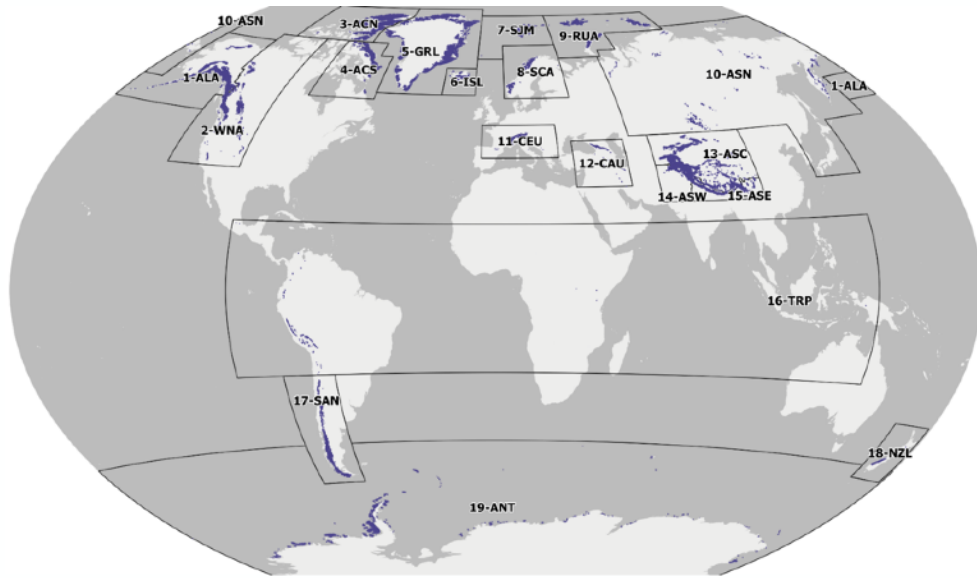 10-ASN
3-ACN
7-SJM
9-RUA
5-GRL
4-ACS
8-SCA
1-ALA
6-ISL
10-ASN
1-ALA
2-WNA
11-CEU
13-ASC
12-CAU
14-ASW
15-ASE
16-TRP
17-SAN
18-NZL
19-ANT